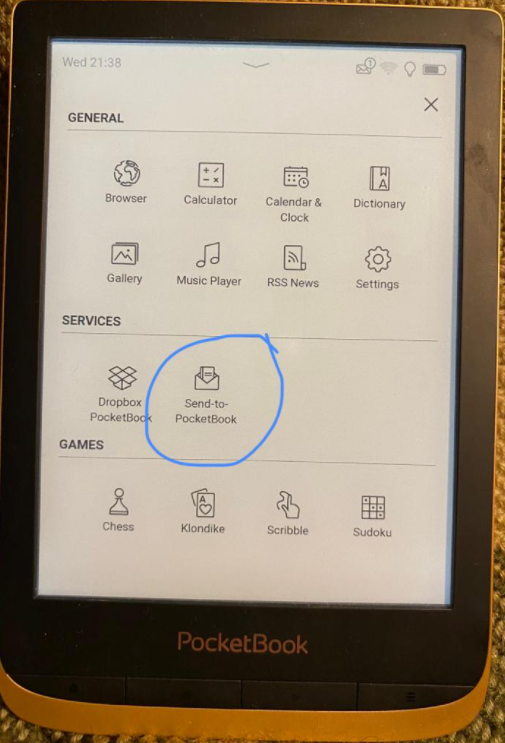 Wed 21:38
1
GENERAL
Browser Calculator Calendar & Dictionary
Clock
Gallery Music Player RSS News Settings
SERVICES
Dropbox Send-to-
PocketBook PocketBook
GAMES
Chess Klondike Scribble Sudoku
PocketBook